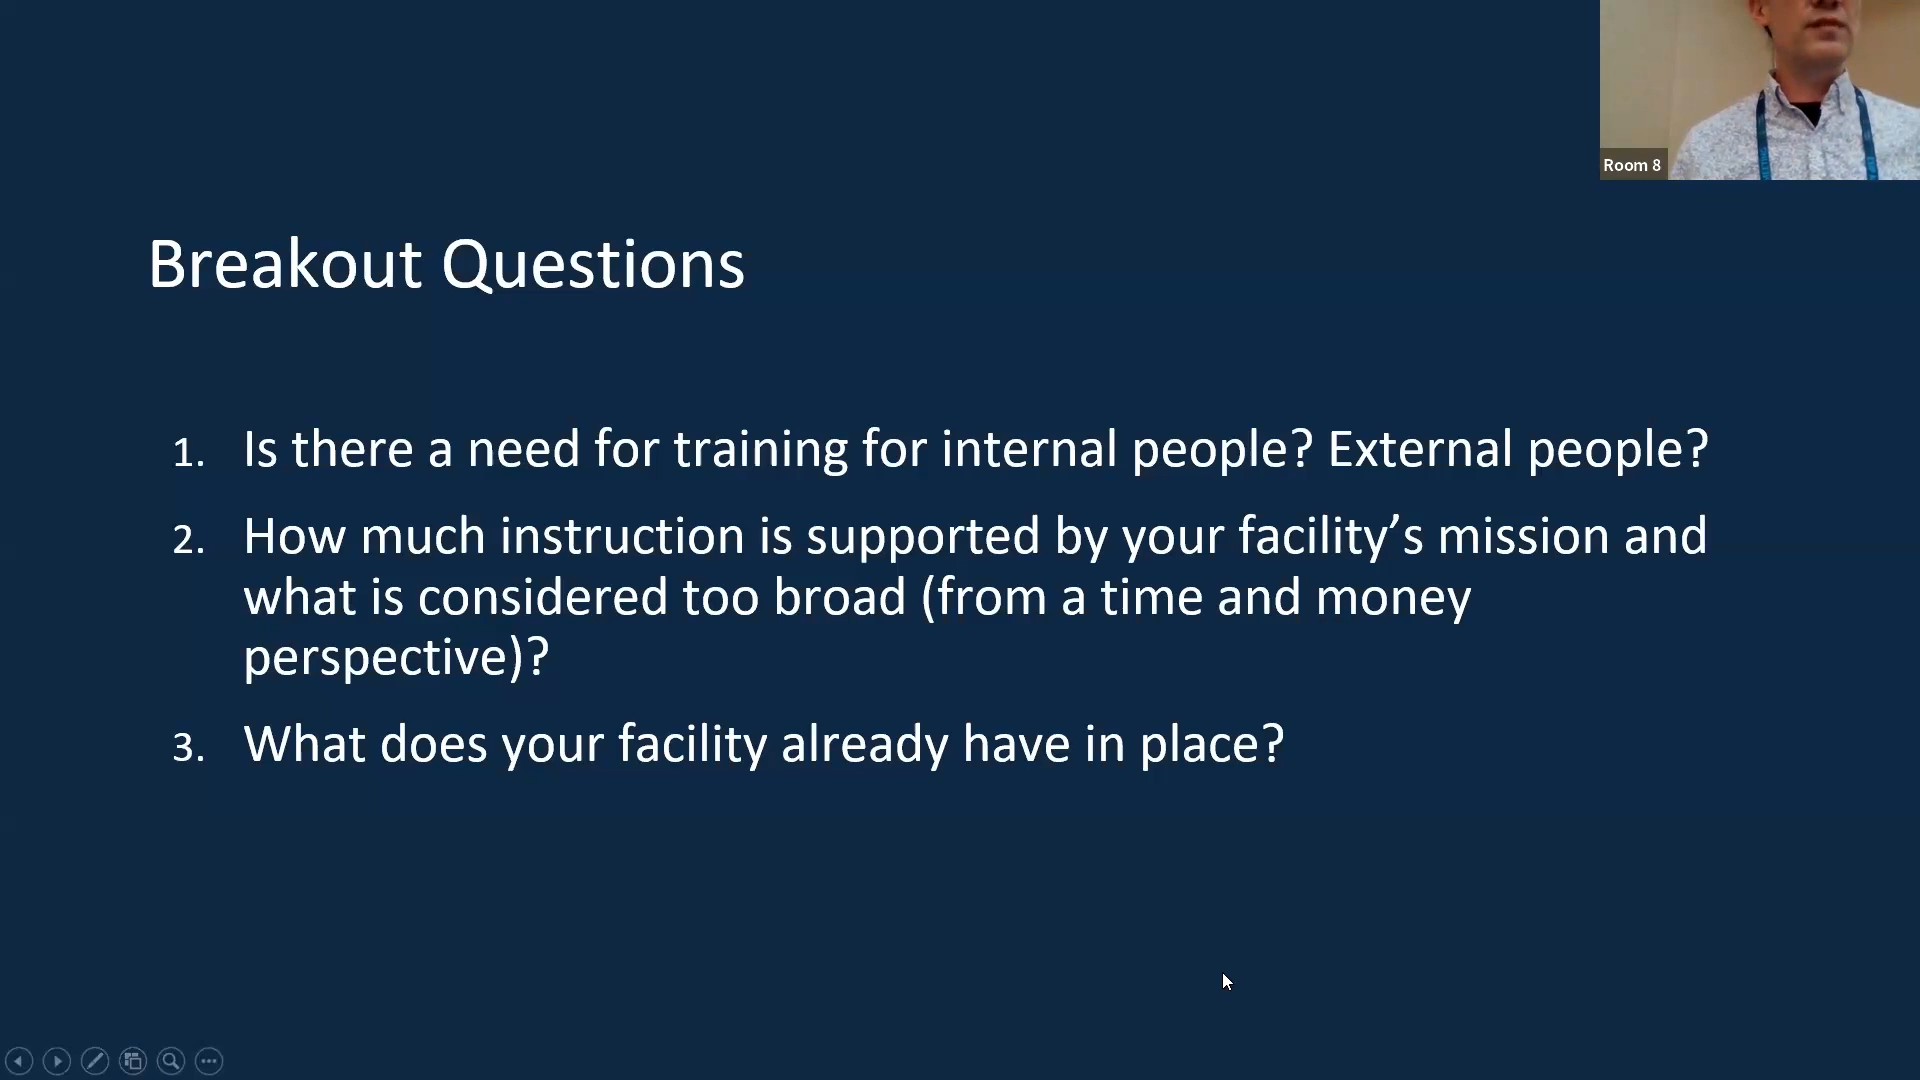 Room 8
Breakout Questions
1. Is there a need for training for internal people? External people?
2. How much instruction is supported by your facility’s mission and
what is considered too broad (from a time and money
perspective)?
3. What does your facility already have in place?